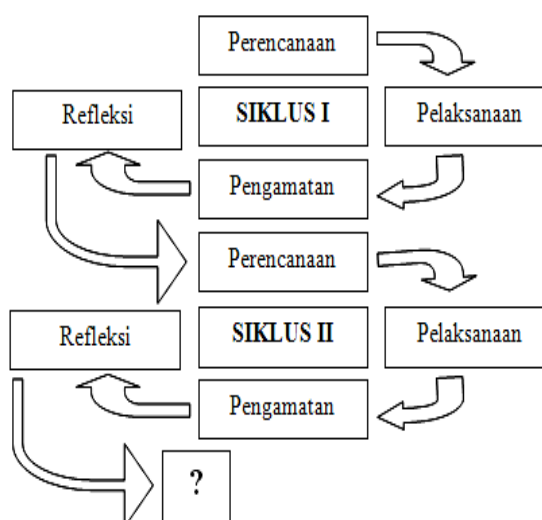 Perencanaan
Refleksi
SIKLUS I
Pelaksanaan
Pengamatan
Perencanaan
Refleksi
SIKLUS II
Pelaksanaan
Pengamatan
?